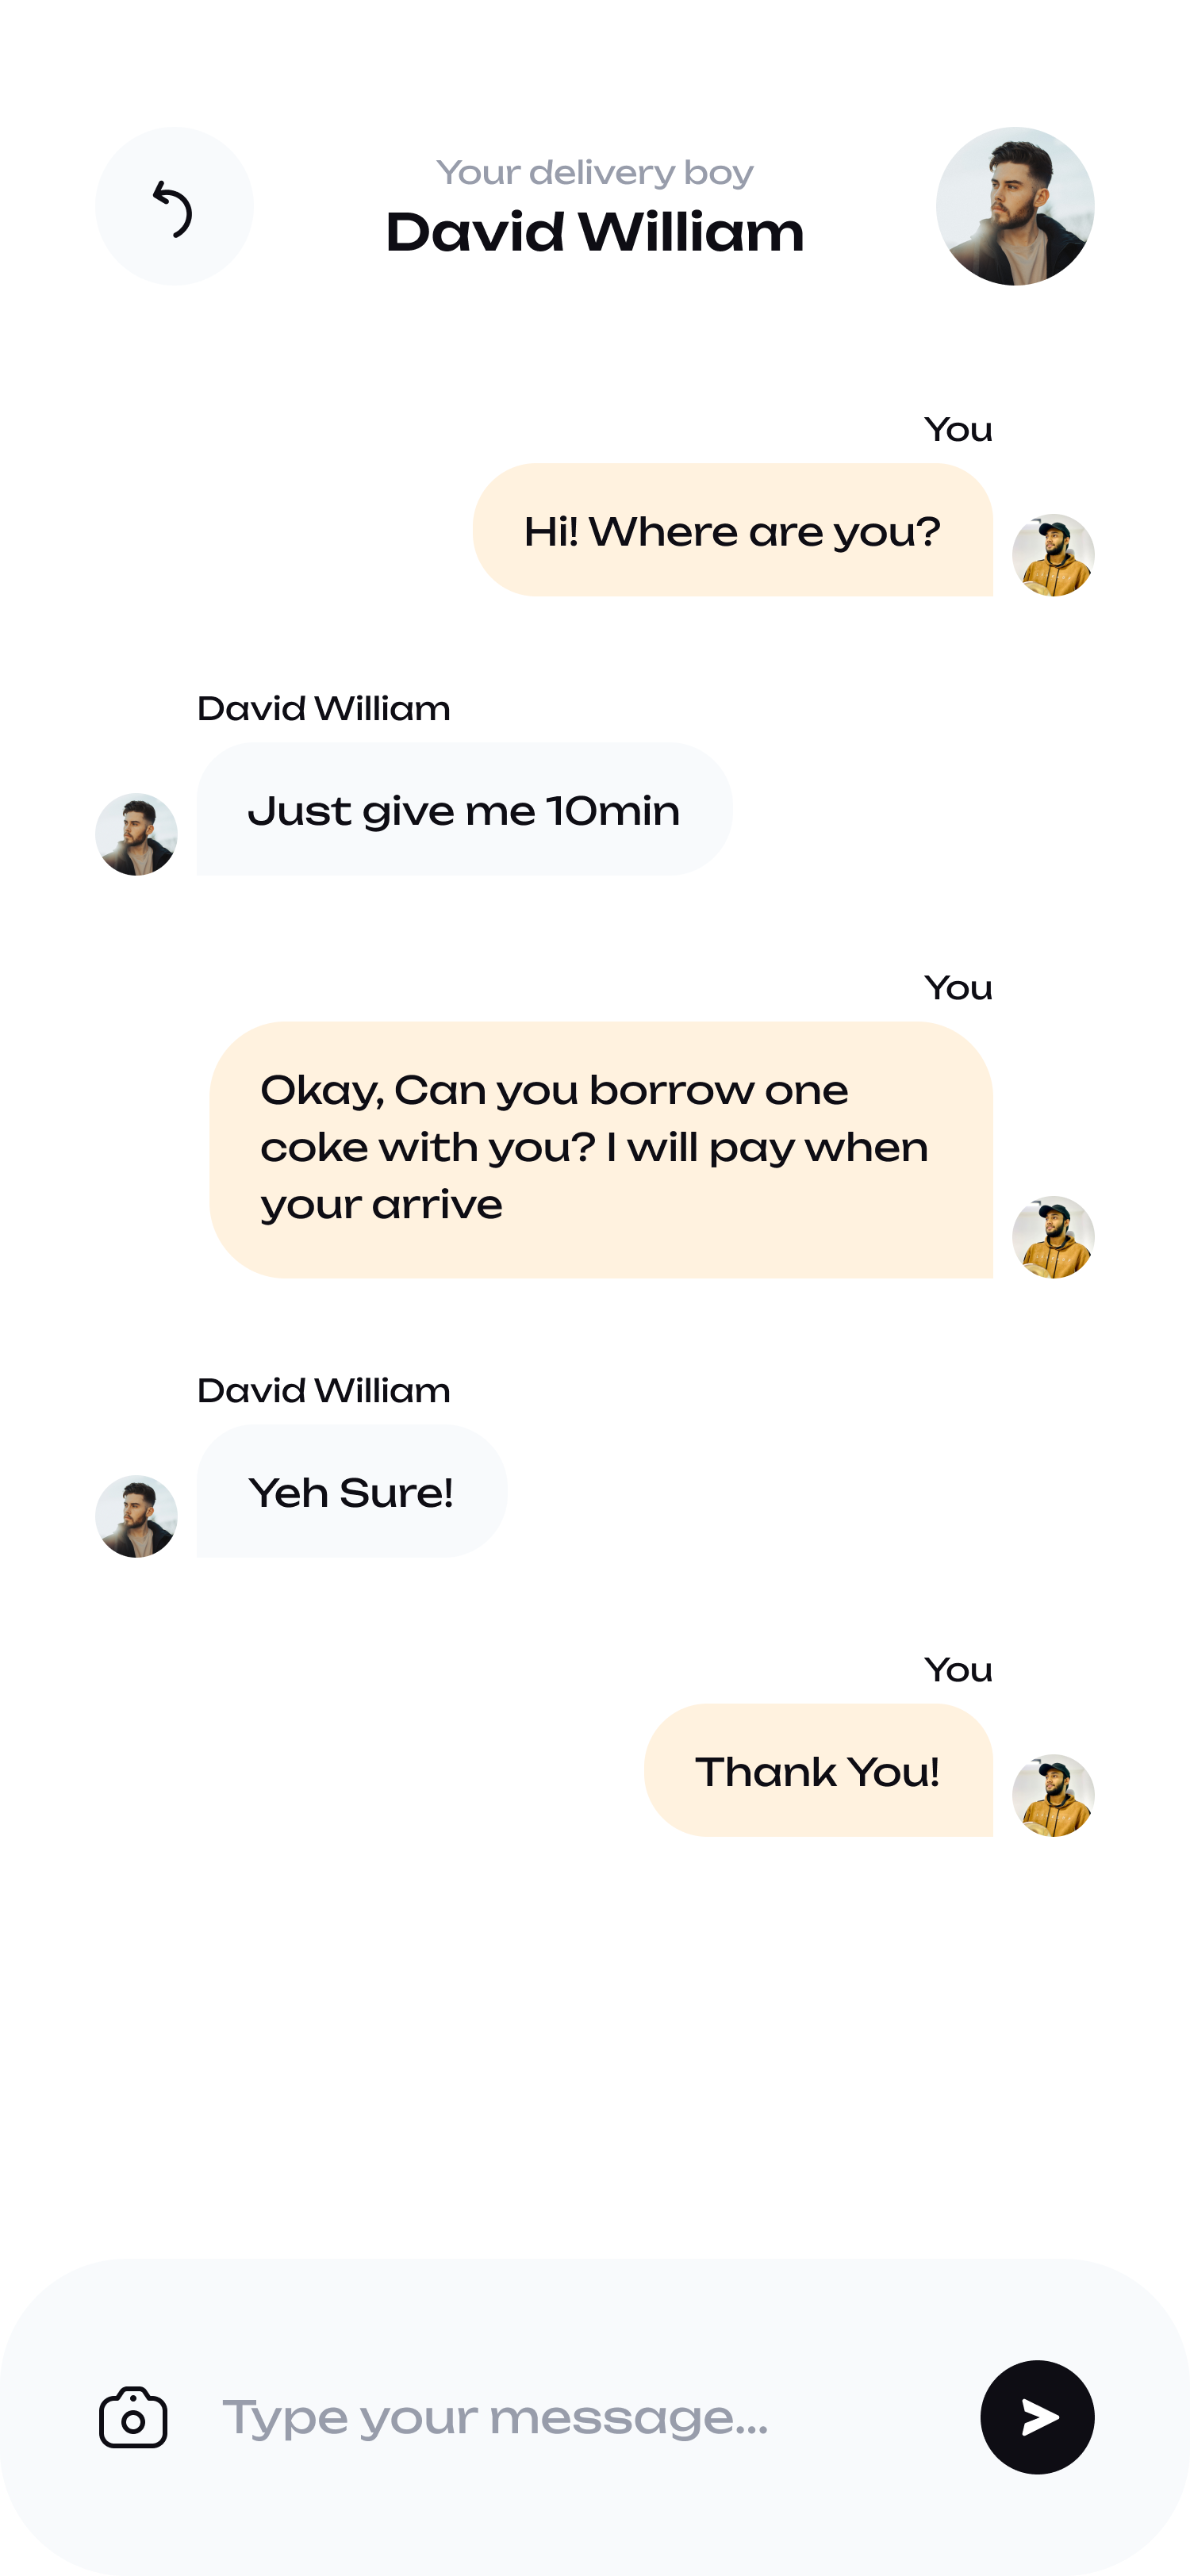 Your delivery boy
David William
You
Hi! Where are you?
David William
Just give me 10min
You
Okay, Can you borrow one
coke with you? I will pay when
your arrive
David William
Yeh Sure!
You
Thank You!
Type your message...